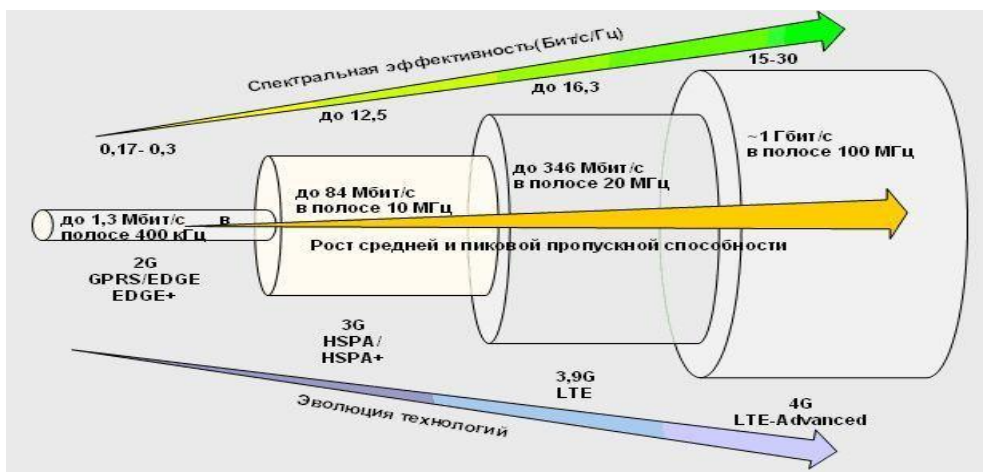 Спектральная эффективность(Бит/с/Гц)
0,17- 0,3
до 12,5
до 16,3
15-30
до 1,3 Мбит/с в
полосе 400 кГц
до 84 Мбит/с
в полосе 10 МГц
до 346 Мбит/с
в полосе 20 МГц
~1 Гбит/с
в полосе 100 МГц
Рост средней и пиковой пропускной способности
2G
GPRS/EDGE
EDGE+
3G
HSPA/
HSPA+
3,9G
LTE
4G
LTE-Advanced
Эволюция технологий